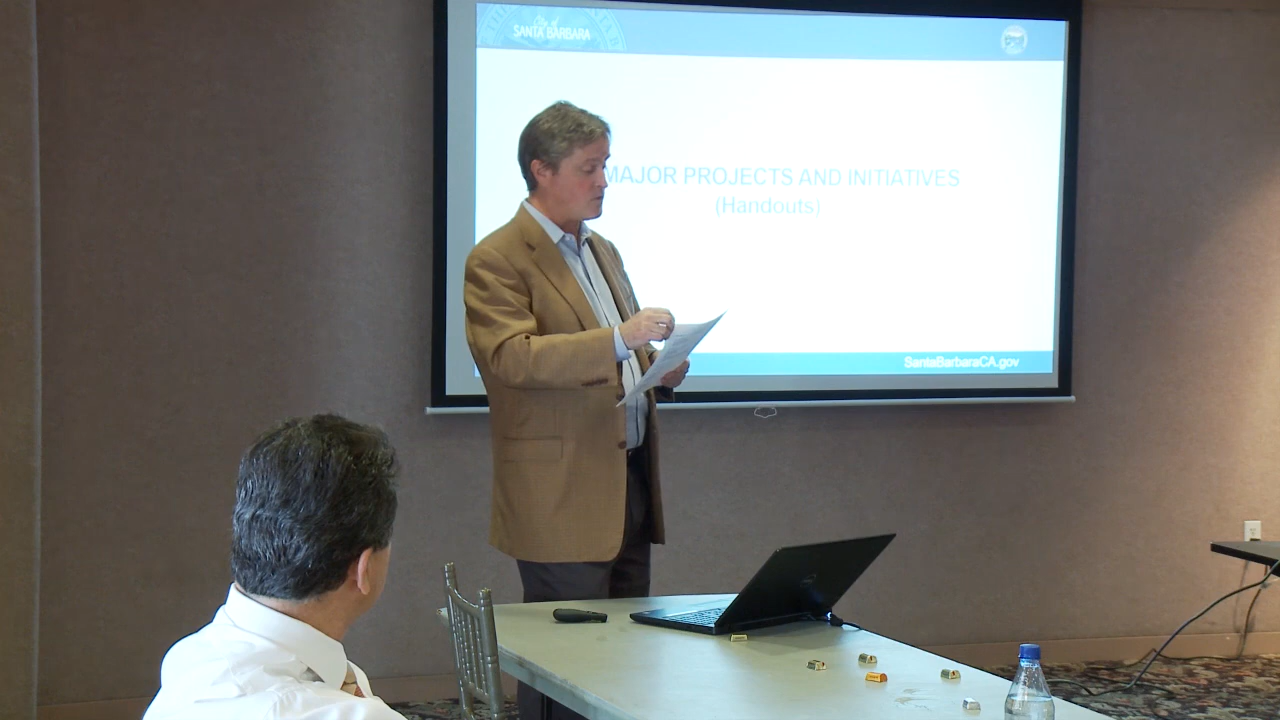 City of
SANTA BARBARA
MAJOR PROJECTS AND INITIATIVES
(Handouts)
SantaBarbaraCA.gov